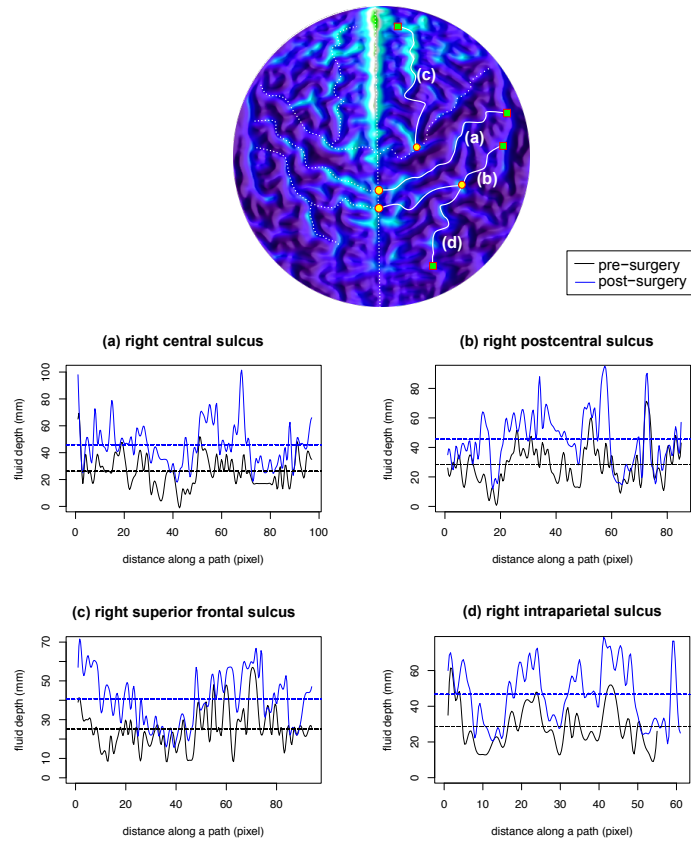 (c)
(a)
(b)
(d)
pre−surgery
post−surgery
(a) right central sulcus
fluid depth (mm)
0 20 40 60 80 100
0 20 40 60 80 100
distance along a path (pixel)
(b) right postcentral sulcus
fluid depth (mm)
0 20 40 60 80
0 20 40 60 80
distance along a path (pixel)
(c) right superior frontal sulcus
fluid depth (mm)
0 10 30 50 70
0 20 40 60 80
distance along a path (pixel)
(d) right intraparietal sulcus
fluid depth (mm)
0 20 40 60
0 10 20 30 40 50 60
distance along a path (pixel)